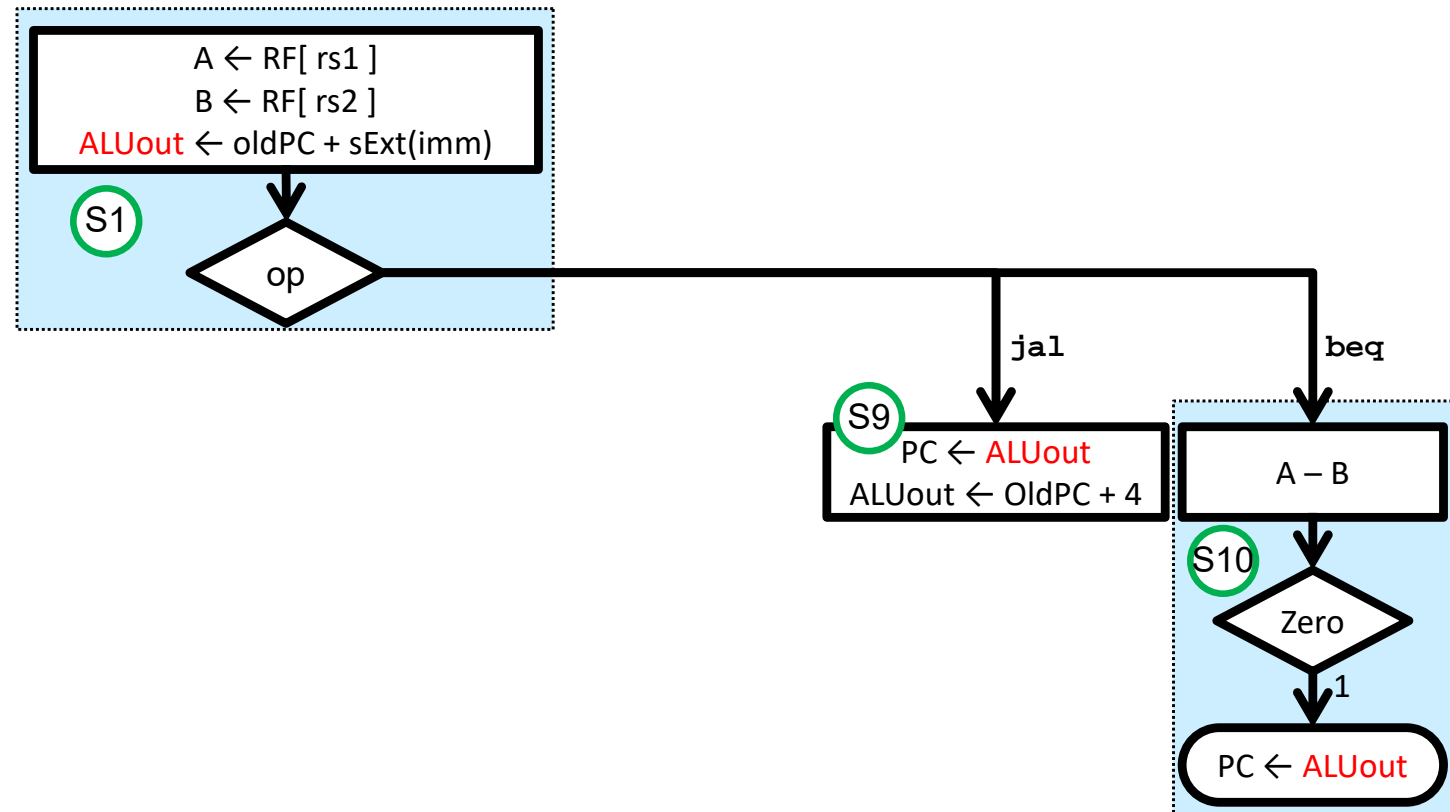 A ← RF[ rs1 ]
B ← RF[ rs2 ]
ALUout ← oldPC + sExt(imm)
S1
op
jal
beq
S9
PC ← ALUout
ALUout ← OldPC + 4
A – B
S10
Zero
1
PC ← ALUout